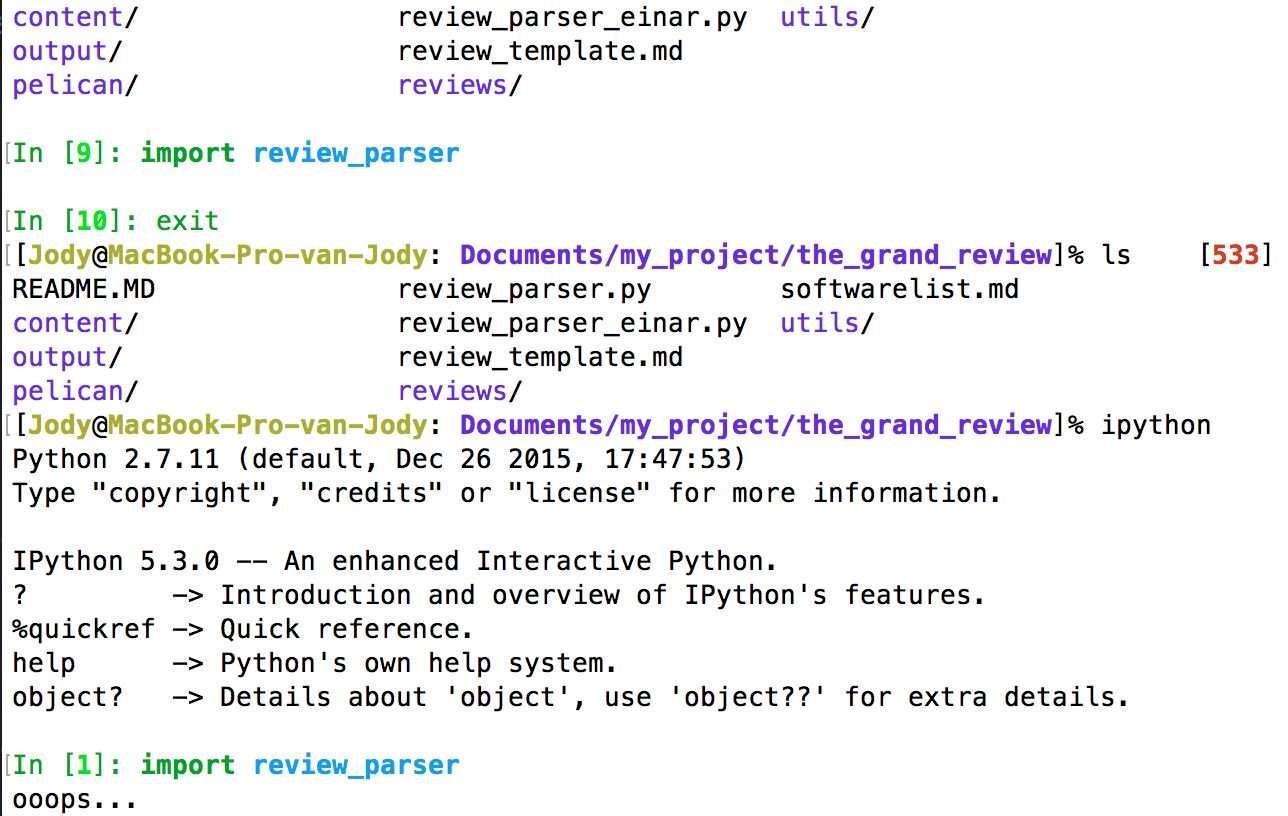 content/ review_parser_einar.py utils/
output/ review_template.md
pelican/ reviews/
[In [9]: import review_parser
[In [10]: exit
[[Jody@MacBook-Pro-van-Jody: Documents/my_project/the_grand_review]% ls [533]
README.MD review_parser.py softwarelist.md
content/ review_parser_einar.py utils/
output/ review_template.md
pelican/ reviews/
[[Jody@MacBook-Pro-van-Jody: Documents/my_project/the_grand_review]% ipython
Python 2.7.11 (default, Dec 26 2015, 17:47:53)
Type "copyright", "credits" or "license" for more information.
IPython 5.3.0 -- An enhanced Interactive Python.
? -> Introduction and overview of IPython's features.
%quickref -> Quick reference.
help -> Python's own help system.
object? -> Details about 'object', use 'object??' for extra details.
[In [1]: import review_parser
ooops...